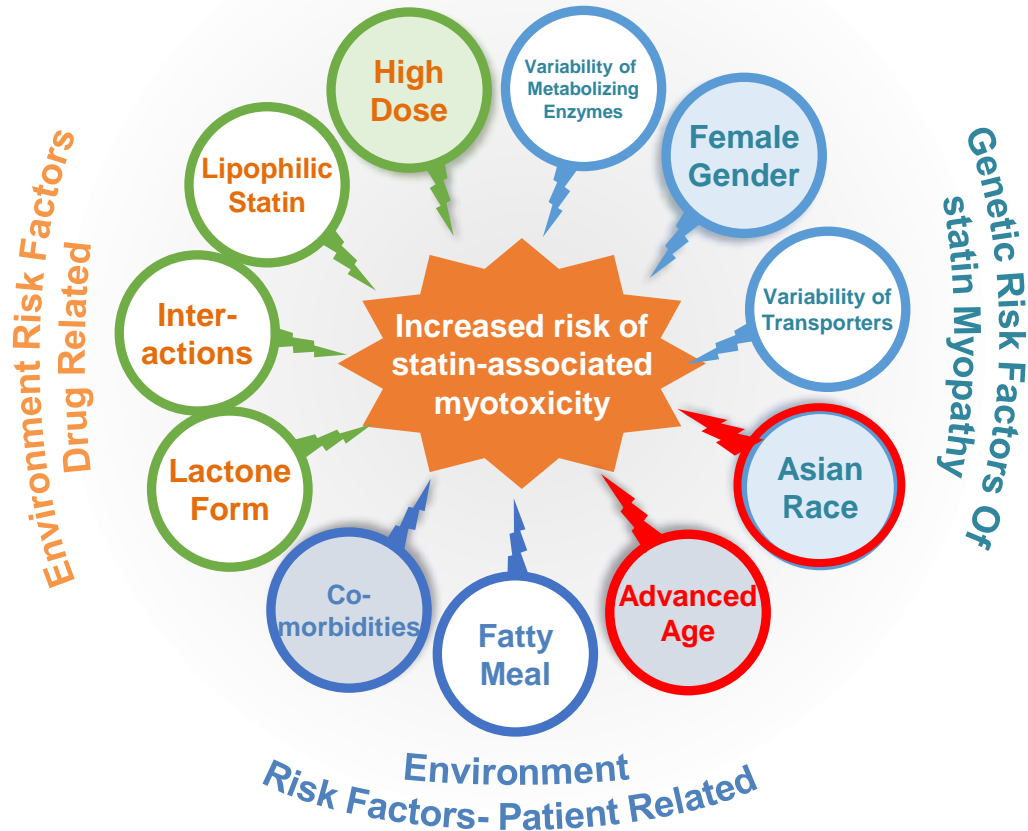 High
Dose
Variability of
Metabolizing
Enzymes
Female
Gender
Lipophilic
Statin
Variability of
Transporters
Inter-
actions
Increased risk of
statin-associated
myotoxicity
Lactone
Form
Asian
Race
Co-
morbidities
Fatty
Meal
Advanced
Age
Environment Risk Factors
Drug Related
Genetic Risk Factors Of
statin Myopathy
Environment
Risk Factors- Patient Related